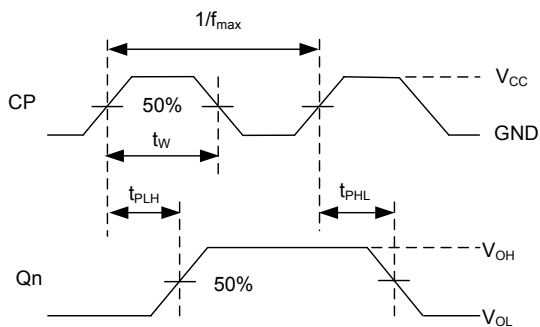 1/fmax
VCC
CP
50%
GND
tW
tPLH
tPHL
VOH
Qn
50%
VOL